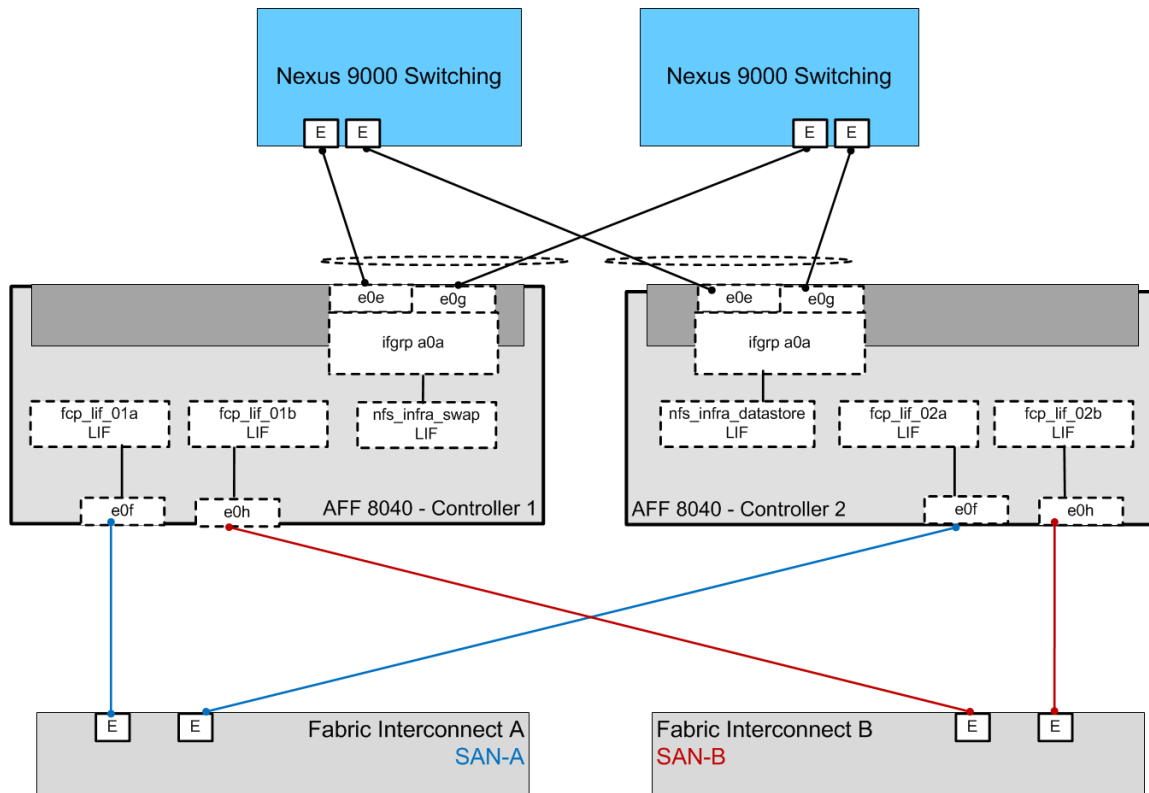 Nexus 9000 Switching
Nexus 9000 Switching
E
E
E
E
e0e
e0g
e0e
e0g
ifgrp a0a
ifgrp a0a
fcp_lif_01a
LIF
fcp_lif_01b
LIF
nfs_infra_swap
LIF
nfs_infra_datastore
LIF
fcp_lif_02a
LIF
fcp_lif_02b
LIF
e0f
e0h
AFF 8040 - Controller 1
AFF 8040 - Controller 2
e0f
e0h
E
E
Fabric Interconnect A
SAN-A
Fabric Interconnect B
SAN-B
E
E